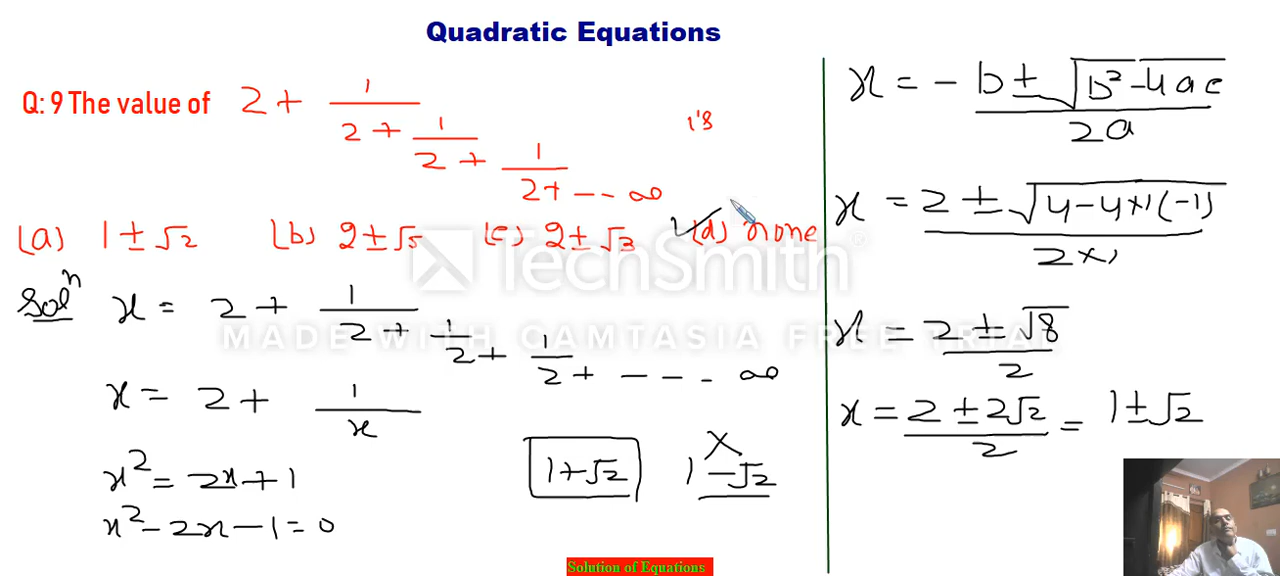 Quadratic Equations
Q: 9 The value of 2 + 1/(2 + 1/(2 + 1/(2 + -- ∞ is
(a) 1 ± √2 (b) 2 ± √5 (c) 2 ± √3 ✓(d) none
Solⁿ x = 2 + 1/(2 + 1/(2 + 1/(2 + - - - - ∞
x = 2 + 1/x
x² = 2x + 1
x² - 2x - 1 = 0
1 + √2 1 - √2 ×
x = - b ± √(b² - 4ac) / 2a
x = 2 ± √(4 - 4×1(-1)) / 2×1
x = 2 ± √8 / 2
x = 2 ± 2√2 / 2 = 1 ± √2
TechSmith
MADE WITH CAMTASIA FREE TRIAL
Solution of Equations